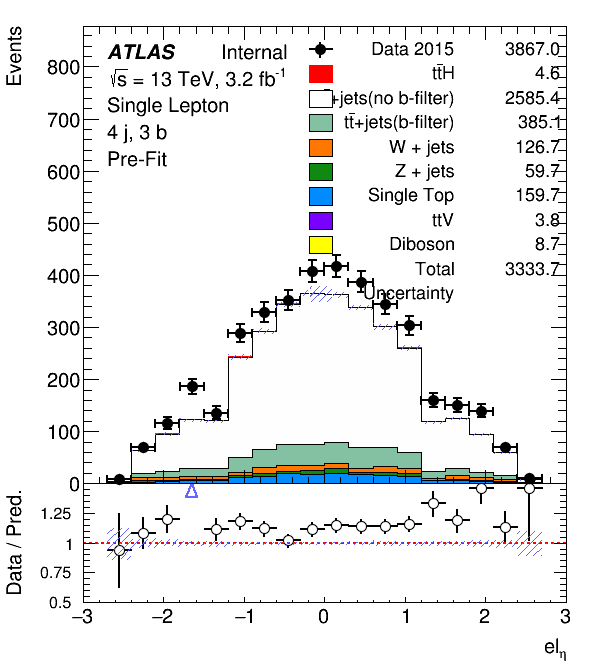 Events
ATLAS Internal
√s = 13 TeV, 3.2 fb-1
Single Lepton
4 j, 3 b
Pre-Fit
Data 2015 3867.0
tt̄H 4.6
+jets(no b-filter) 2585.4
tt̄+jets(b-filter) 385.1
W + jets 126.7
Z + jets 59.7
Single Top 159.7
ttV 3.8
Diboson 8.7
Total 3333.7
Uncertainty
800
700
600
500
400
300
200
100
0
Data / Pred.
1.25
1
0.75
0.5
−3 −2 −1 0 1 2 3
elη